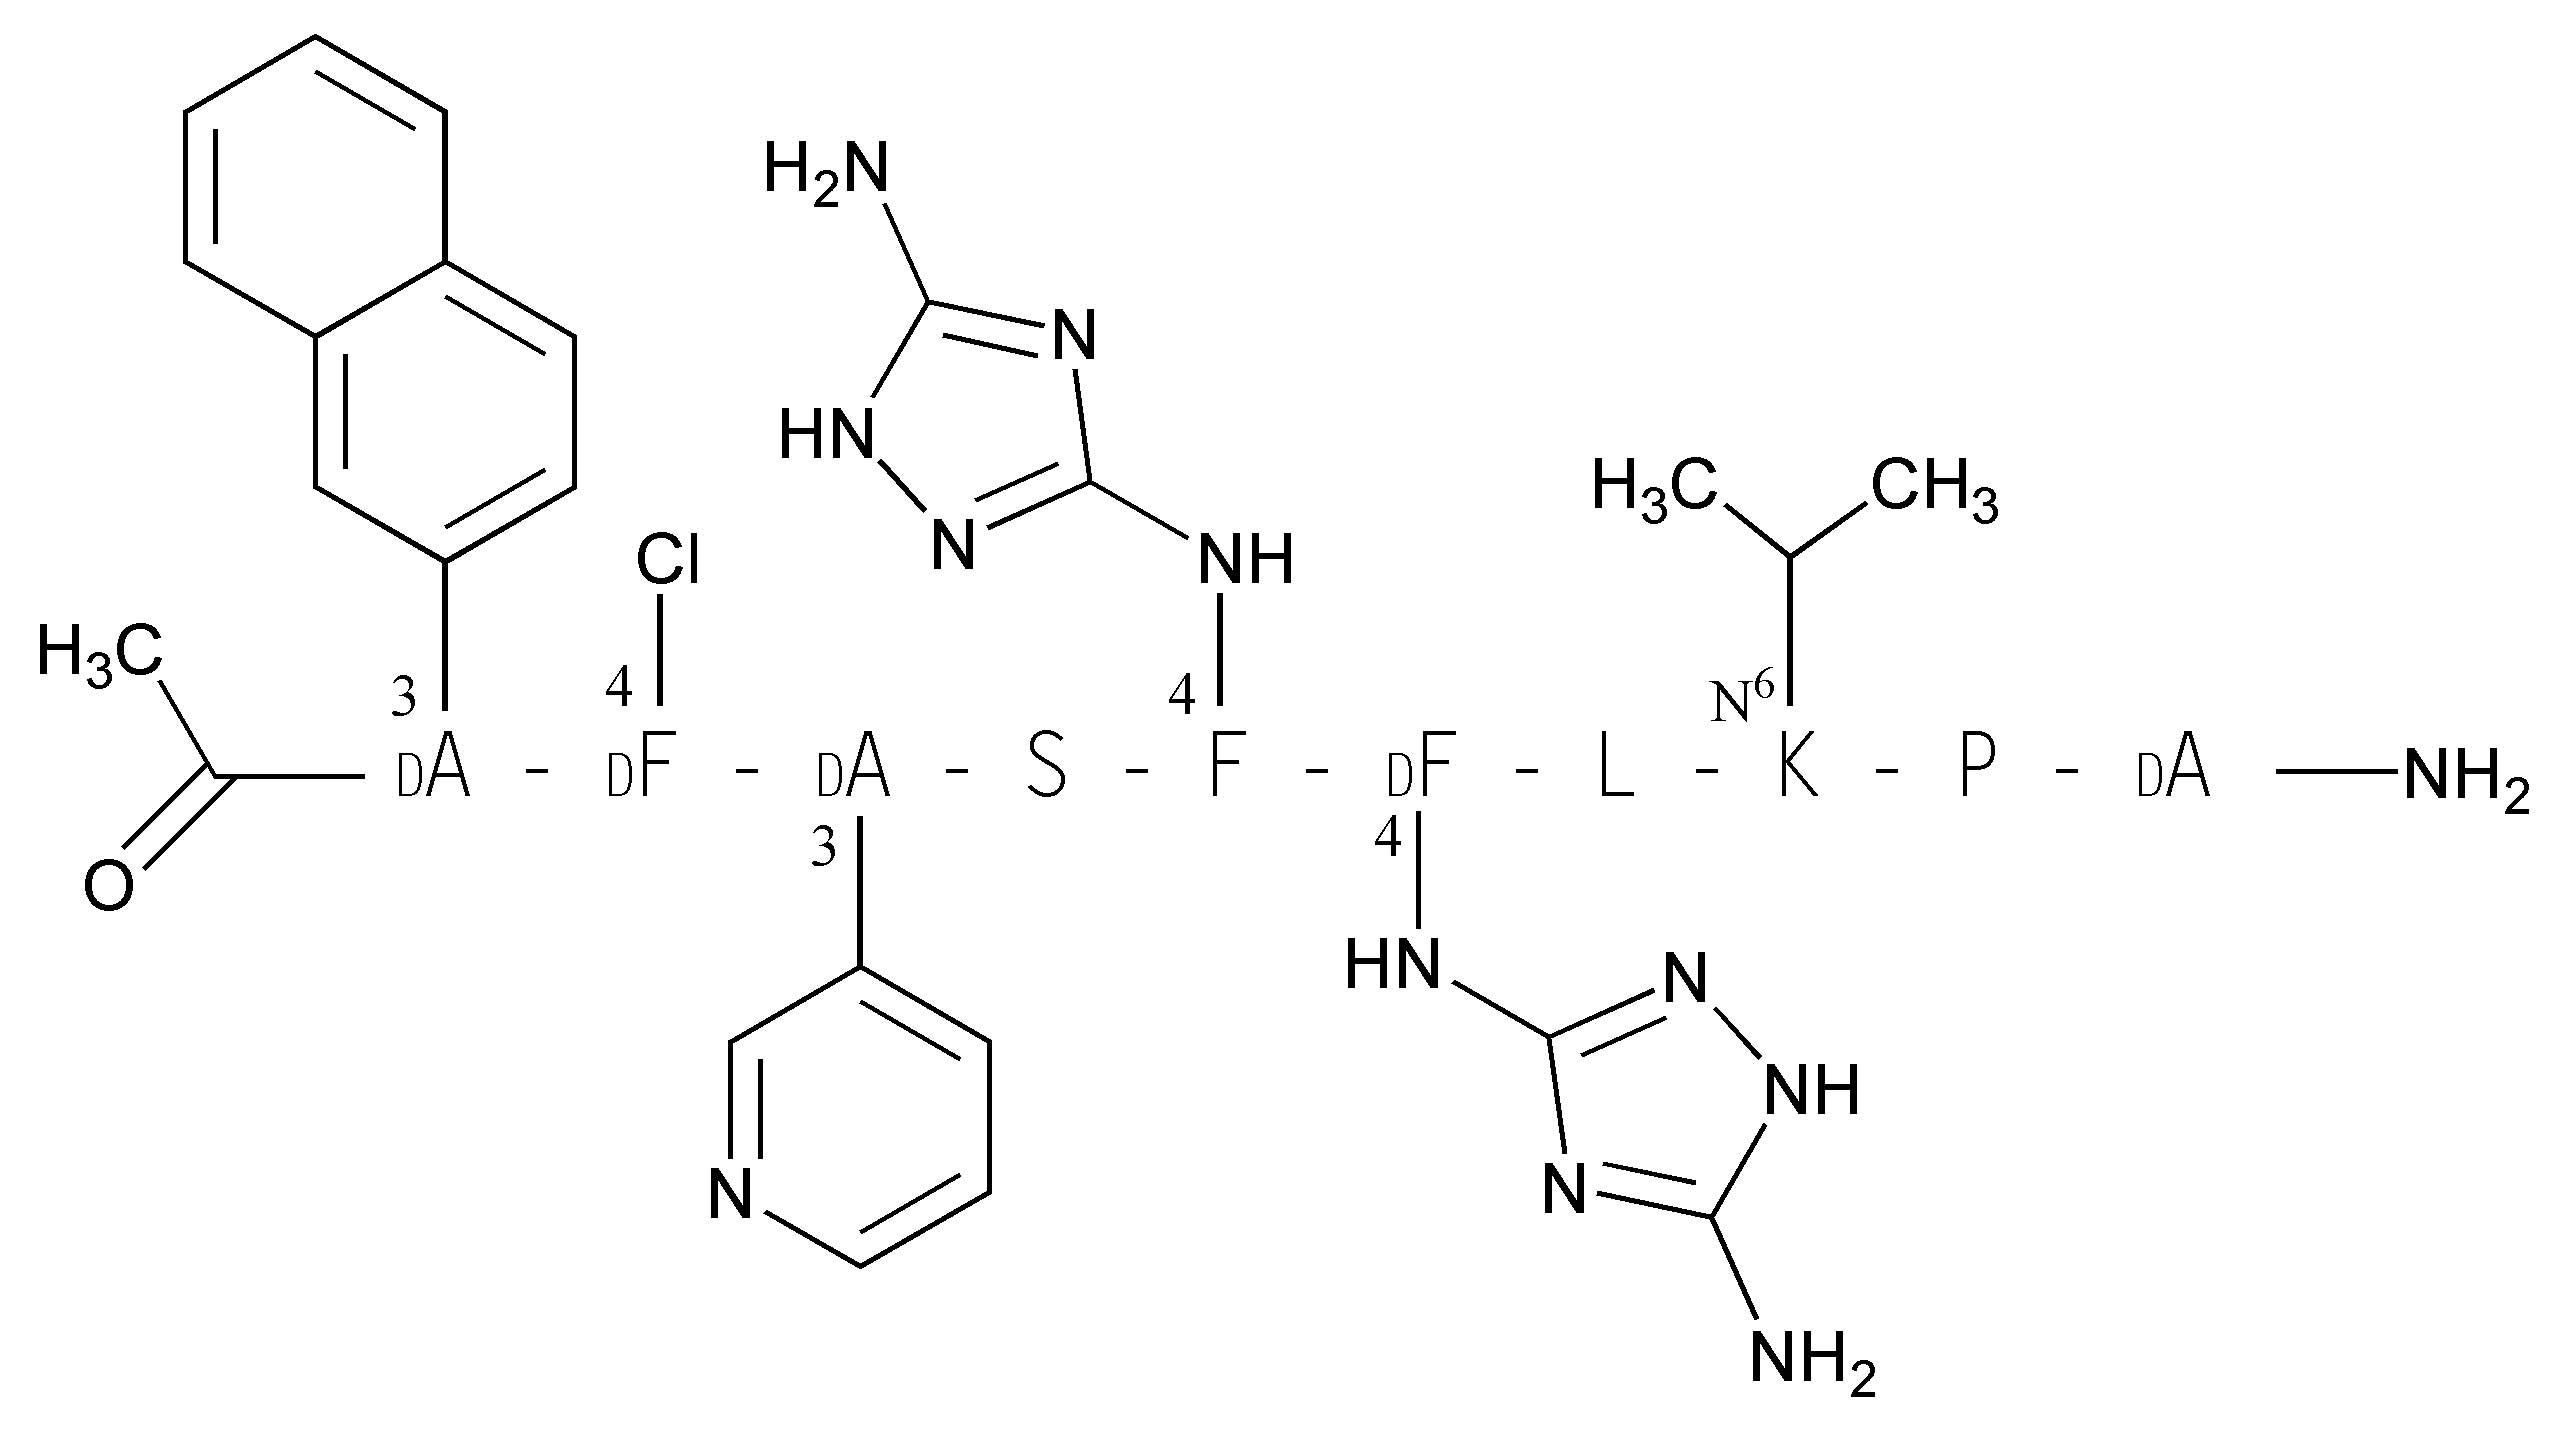 H2N
N
HN
N
Cl
NH
H3C
CH3
H3C
3
4
4
N6
DA - DF - DA - S - F - DF - L - K - P - DA
NH2
3
4
O
HN
N
NH
N
N
NH2